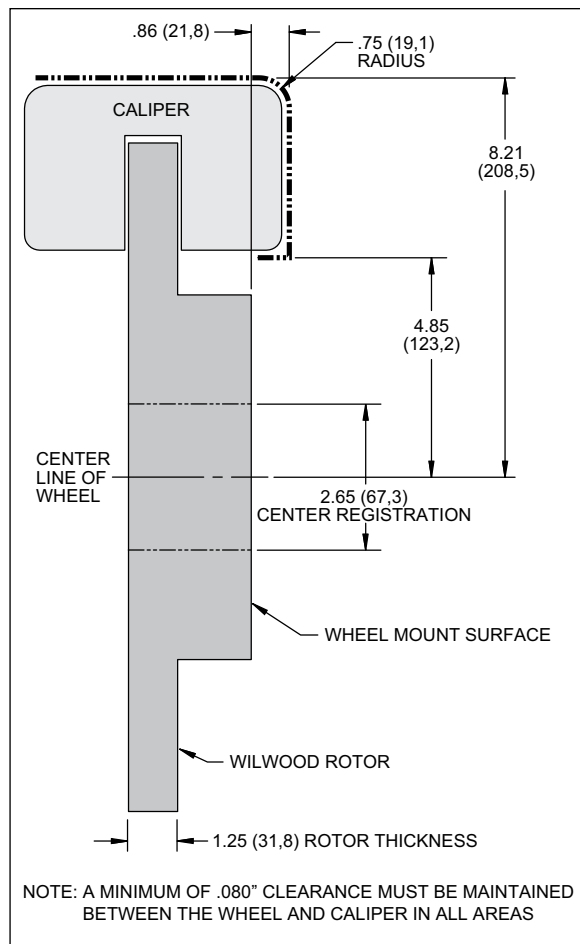 .86 (21,8)
.75 (19,1)
RADIUS
CALIPER
8.21
(208,5)
4.85
(123,2)
CENTER
LINE OF
WHEEL
2.65 (67,3)
CENTER REGISTRATION
WHEEL MOUNT SURFACE
WILWOOD ROTOR
1.25 (31,8) ROTOR THICKNESS
NOTE: A MINIMUM OF .080" CLEARANCE MUST BE MAINTAINED
BETWEEN THE WHEEL AND CALIPER IN ALL AREAS